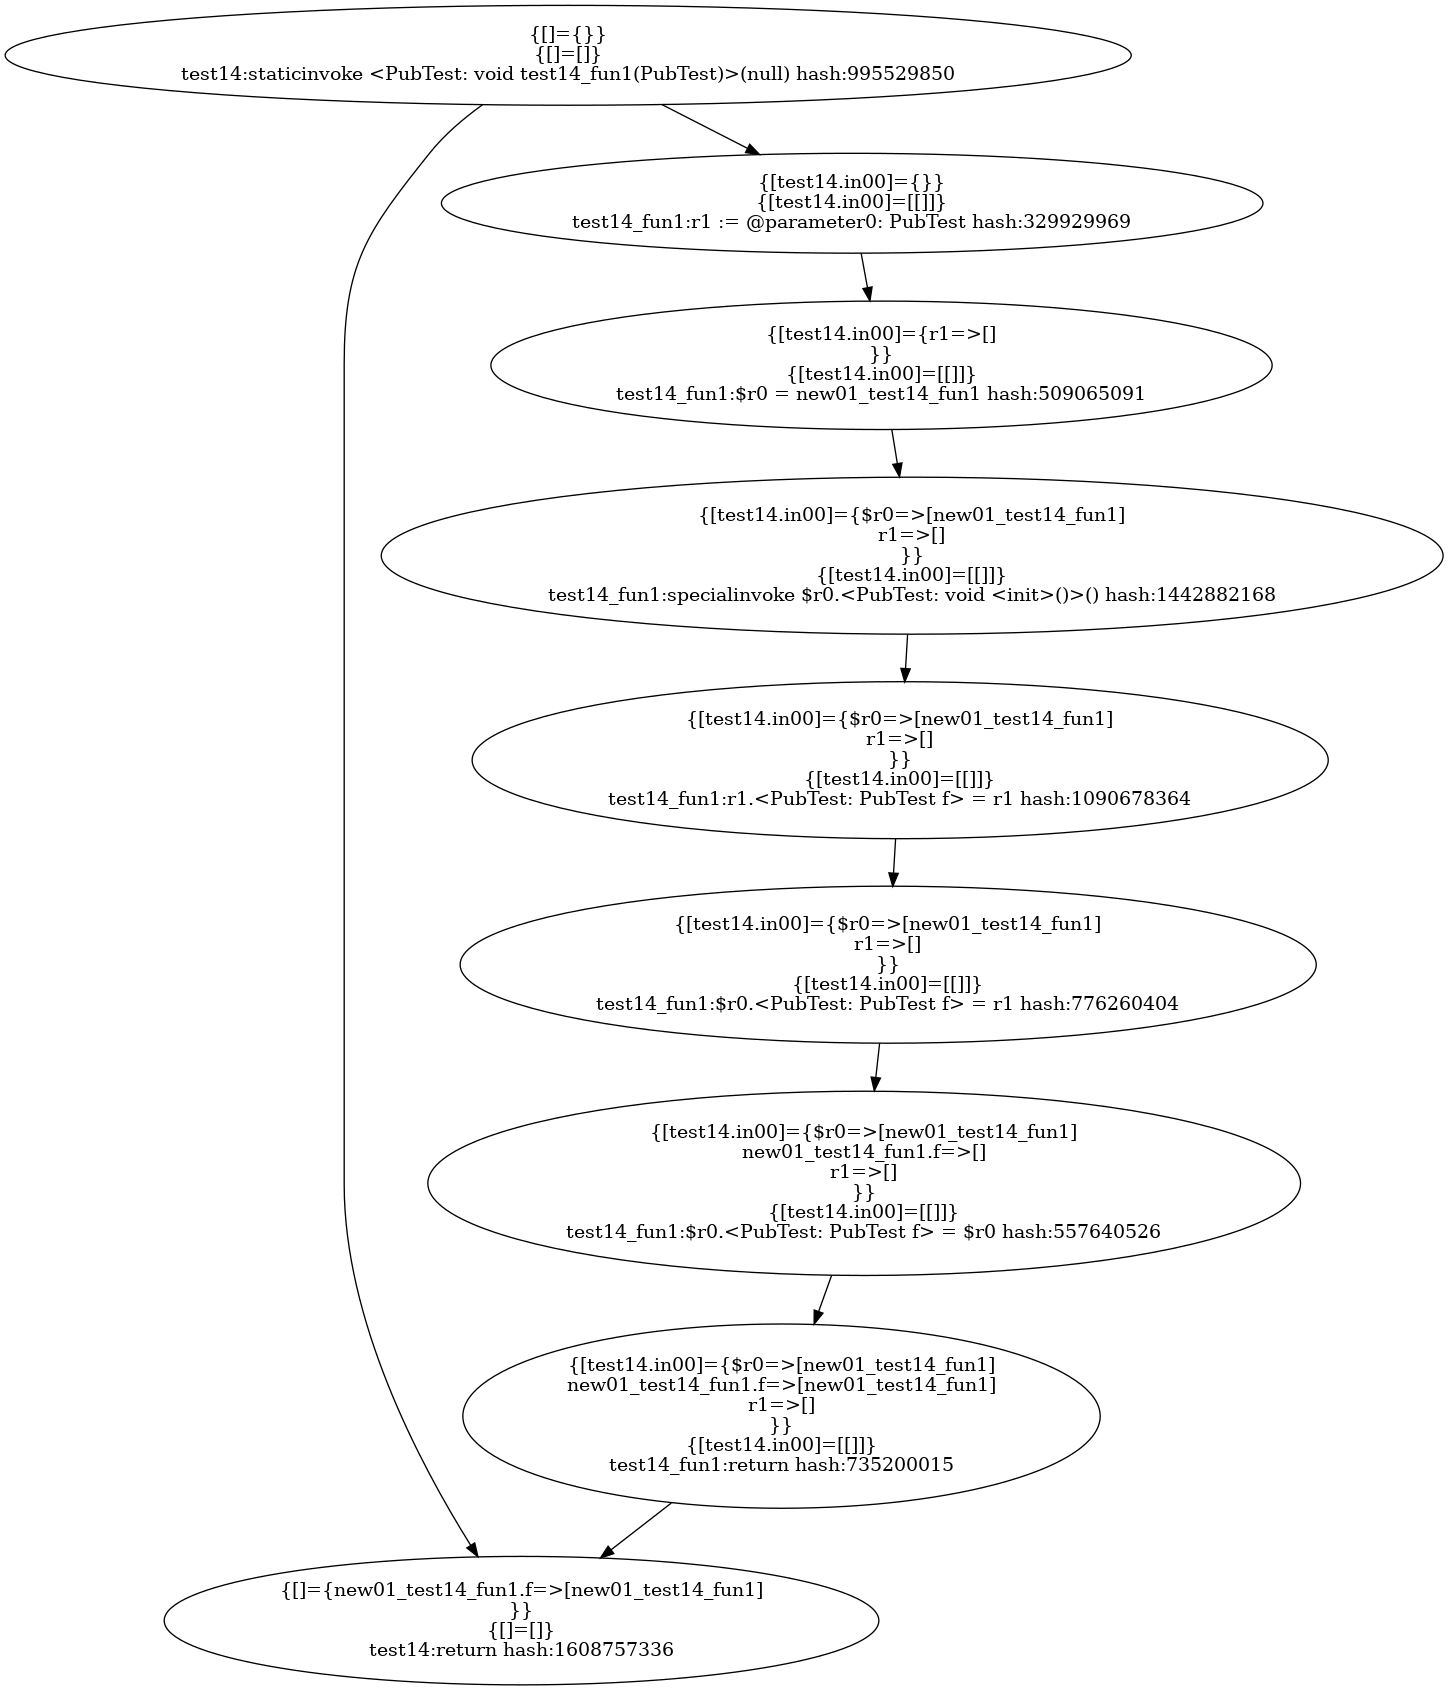 {[]={}}
{[]=[]}
test14:staticinvoke <PubTest: void test14_fun1(PubTest)>(null) hash:995529850
{[test14.in00]={}}
{[test14.in00]=[[]]}
test14_fun1:r1 := @parameter0: PubTest hash:329929969
{[test14.in00]={r1=>[]
}}
{[test14.in00]=[[]]}
test14_fun1:$r0 = new01_test14_fun1 hash:509065091
{[test14.in00]={$r0=>[new01_test14_fun1]
r1=>[]
}}
{[test14.in00]=[[]]}
test14_fun1:specialinvoke $r0.<PubTest: void <init>()>() hash:1442882168
{[test14.in00]={$r0=>[new01_test14_fun1]
r1=>[]
}}
{[test14.in00]=[[]]}
test14_fun1:r1.<PubTest: PubTest f> = r1 hash:1090678364
{[test14.in00]={$r0=>[new01_test14_fun1]
r1=>[]
}}
{[test14.in00]=[[]]}
test14_fun1:$r0.<PubTest: PubTest f> = r1 hash:776260404
{[test14.in00]={$r0=>[new01_test14_fun1]
new01_test14_fun1.f=>[]
r1=>[]
}}
{[test14.in00]=[[]]}
test14_fun1:$r0.<PubTest: PubTest f> = $r0 hash:557640526
{[test14.in00]={$r0=>[new01_test14_fun1]
new01_test14_fun1.f=>[new01_test14_fun1]
r1=>[]
}}
{[test14.in00]=[[]]}
test14_fun1:return hash:735200015
{[]={new01_test14_fun1.f=>[new01_test14_fun1]
}}
{[]=[]}
test14:return hash:1608757336